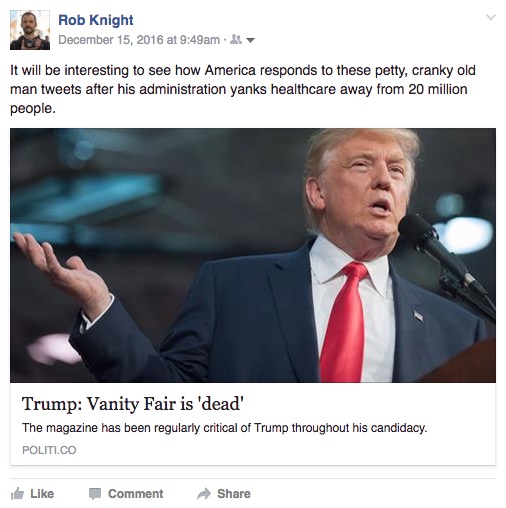 Rob Knight
December 15, 2016 at 9:49am ·
It will be interesting to see how America responds to these petty, cranky old
man tweets after his administration yanks healthcare away from 20 million
people.
Trump: Vanity Fair is 'dead'
The magazine has been regularly critical of Trump throughout his candidacy.
POLITI.CO
Like Comment Share